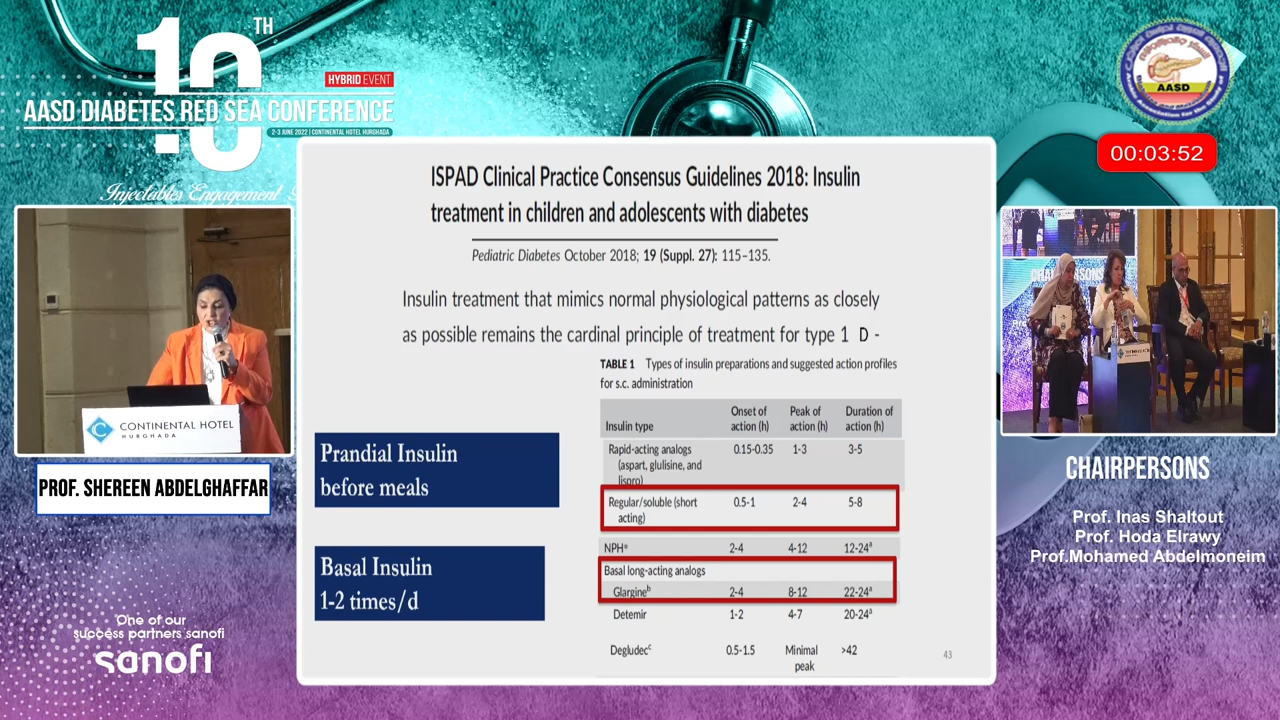 10TH
HYBRID EVENT
AASD DIABETES RED SEA CONFERENCE
2-3 JUNE 2022 | CONTINENTAL HOTEL HURGHADA
Injectables Engagement
AASD
00:03:52
ISPAD Clinical Practice Consensus Guidelines 2018: Insulin
treatment in children and adolescents with diabetes
Pediatric Diabetes October 2018; 19 (Suppl. 27): 115–135.
Insulin treatment that mimics normal physiological patterns as closely
as possible remains the cardinal principle of treatment for type 1 D -
TABLE 1 Types of insulin preparations and suggested action profiles
for s.c. administration
Insulin type Onset of action (h) Peak of action (h) Duration of action (h)
Rapid-acting analogs (aspart, glulisine, and lispro) 0.15-0.35 1-3 3-5
Regular/soluble (short acting) 0.5-1 2-4 5-8
NPHa 2-4 4-12 12-24a
Basal long-acting analogs
Glargineb 2-4 8-12 22-24a
Detemir 1-2 4-7 20-24a
Degludecc 0.5-1.5 Minimal peak >42
43
Prandial Insulin
before meals
Basal Insulin
1-2 times/d
CONTINENTAL HOTEL
HURGHADA
PROF. SHEREEN ABDELGHAFFAR
One of our
success partners sanofi
sanofi
CHAIRPERSONS
Prof. Inas Shaltout
Prof. Hoda Elrawy
Prof.Mohamed Abdelmoneim